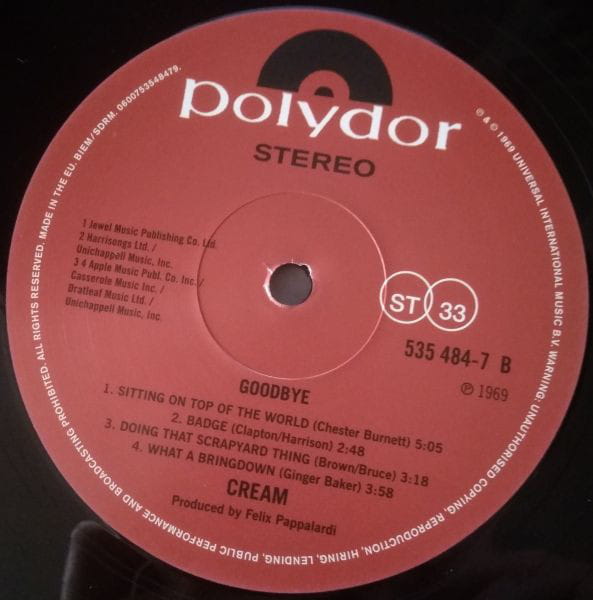 polydor
STEREO
1 Jewel Music Publishing Co. Ltd.
2 Harrisongs Ltd. /
Unichappell Music, Inc.
3 4 Apple Music Publ. Co. Inc. /
Casserole Music Inc. /
Dratleaf Music Ltd. /
Unichappell Music, Inc.
ST 33
535 484-7 B
℗ 1969
GOODBYE
1. SITTING ON TOP OF THE WORLD (Chester Burnett) 5:05
2. BADGE (Clapton/Harrison) 2:48
3. DOING THAT SCRAPYARD THING (Brown/Bruce) 3:18
4. WHAT A BRINGDOWN (Ginger Baker) 3:58
CREAM
Produced by Felix Pappalardi
℗ & © 1969 UNIVERSAL INTERNATIONAL MUSIC B.V. WARNING: UNAUTHORISED COPYING, REPRODUCTION, HIRING, LENDING, PUBLIC PERFORMANCE AND BROADCASTING PROHIBITED. ALL RIGHTS RESERVED. MADE IN THE EU. BIEM/SDRM. 0600753548479.